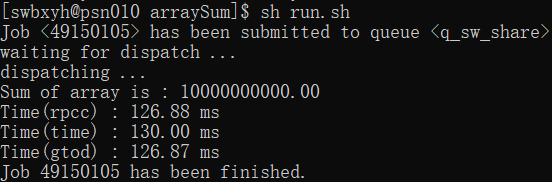 [swbxyh@psn010 arraySum]$ sh run.sh
Job <49150105> has been submitted to queue <q_sw_share>
waiting for dispatch ...
dispatching ...
Sum of array is : 10000000000.00
Time(rpcc) : 126.88 ms
Time(time) : 130.00 ms
Time(gtod) : 126.87 ms
Job 49150105 has been finished.